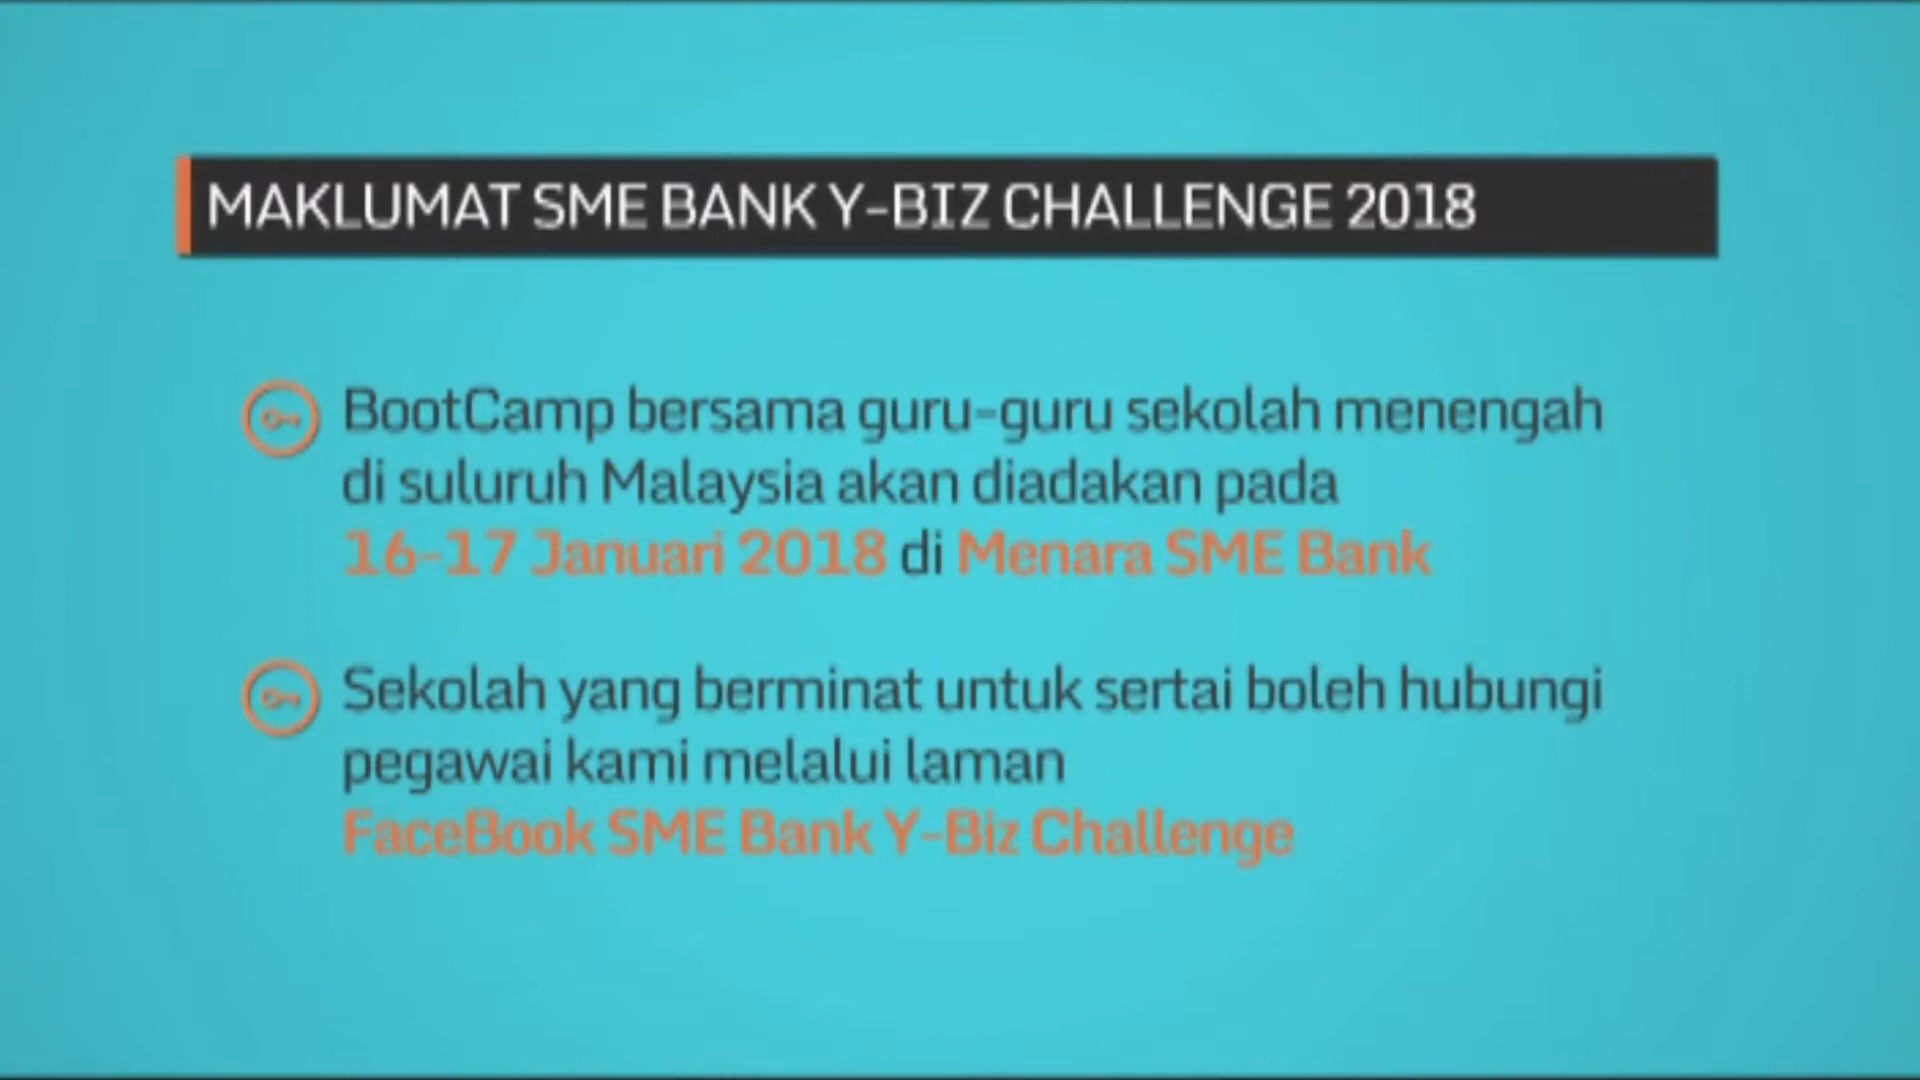 MAKLUMAT SME BANK Y-BIZ CHALLENGE 2018
BootCamp bersama guru-guru sekolah menengah
di suluruh Malaysia akan diadakan pada
16-17 Januari 2018 di Menara SME Bank
Sekolah yang berminat untuk sertai boleh hubungi
pegawai kami melalui laman
FaceBook SME Bank Y-Biz Challenge